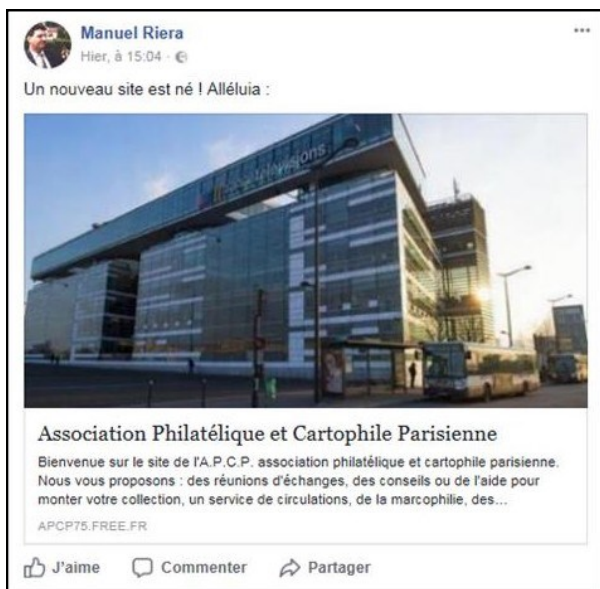 Manuel Riera
Hier, à 15:04 ·
Un nouveau site est né ! Alléluia :
télévisions
Association Philatélique et Cartophile Parisienne
Bienvenue sur le site de l'A.P.C.P. association philatélique et cartophile parisienne.
Nous vous proposons : des réunions d'échanges, des conseils ou de l'aide pour
monter votre collection, un service de circulations, de la marcophilie, des...
APCP75.FREE.FR
J'aime Commenter Partager